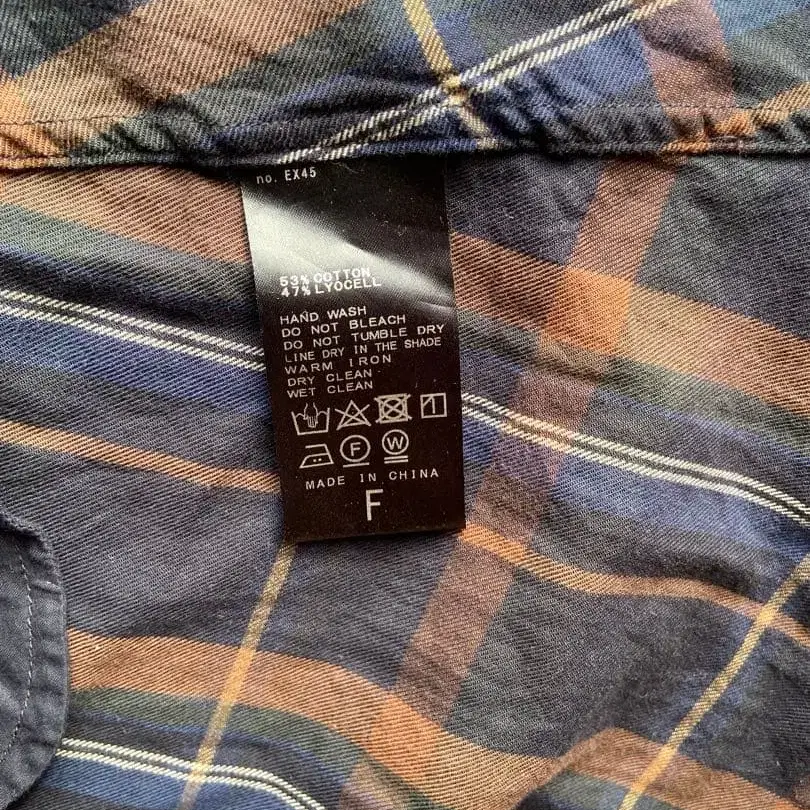 no. EX45
53% COTTON
47% LYOCELL
HAND WASH
DO NOT BLEACH
DO NOT TUMBLE DRY
LINE DRY IN THE SHADE
WARM IRON
DRY CLEAN
WET CLEAN
F W
MADE IN CHINA
F